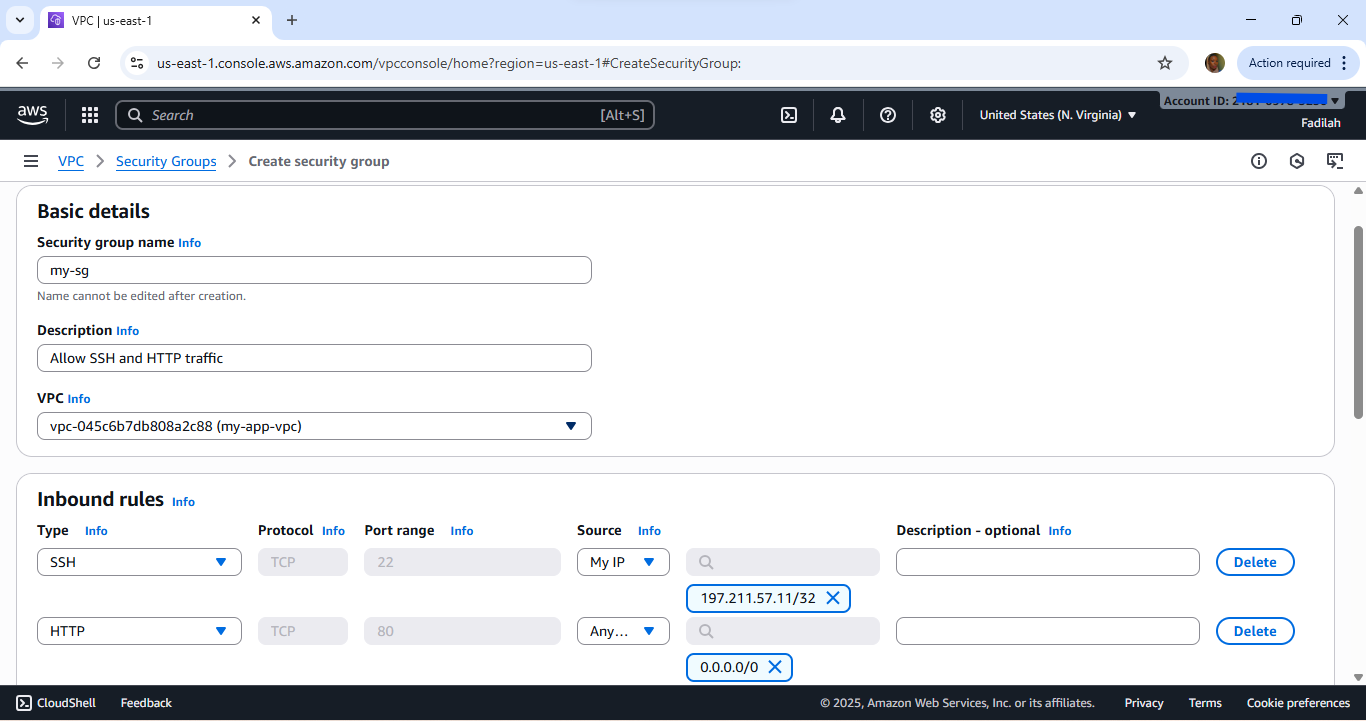 VPC | us-east-1
us-east-1.console.aws.amazon.com/vpcconsole/home?region=us-east-1#CreateSecurityGroup:
Action required
aws
Search
[Alt+S]
United States (N. Virginia)
Account ID:
Fadilah
VPC > Security Groups > Create security group
Basic details
Security group name Info
my-sg
Name cannot be edited after creation.
Description Info
Allow SSH and HTTP traffic
VPC Info
vpc-045c6b7db808a2c88 (my-app-vpc)
Inbound rules Info
Type Info Protocol Info Port range Info Source Info Description - optional Info
SSH TCP 22 My IP Delete
197.211.57.11/32
HTTP TCP 80 Any... Delete
0.0.0.0/0
CloudShell Feedback © 2025, Amazon Web Services, Inc. or its affiliates. Privacy Terms Cookie preferences